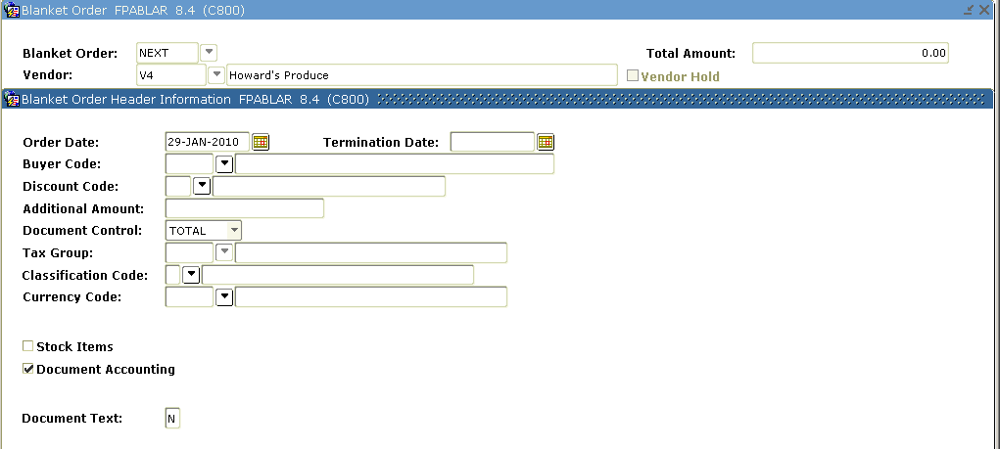 Blanket Order FPABLAR 8.4 (C800)
Blanket Order: NEXT Total Amount: 0.00
Vendor: V4 Howard's Produce Vendor Hold
Blanket Order Header Information FPABLAR 8.4 (C800)
Order Date: 29-JAN-2010 Termination Date:
Buyer Code:
Discount Code:
Additional Amount:
Document Control: TOTAL
Tax Group:
Classification Code:
Currency Code:
Stock Items
Document Accounting
Document Text: N